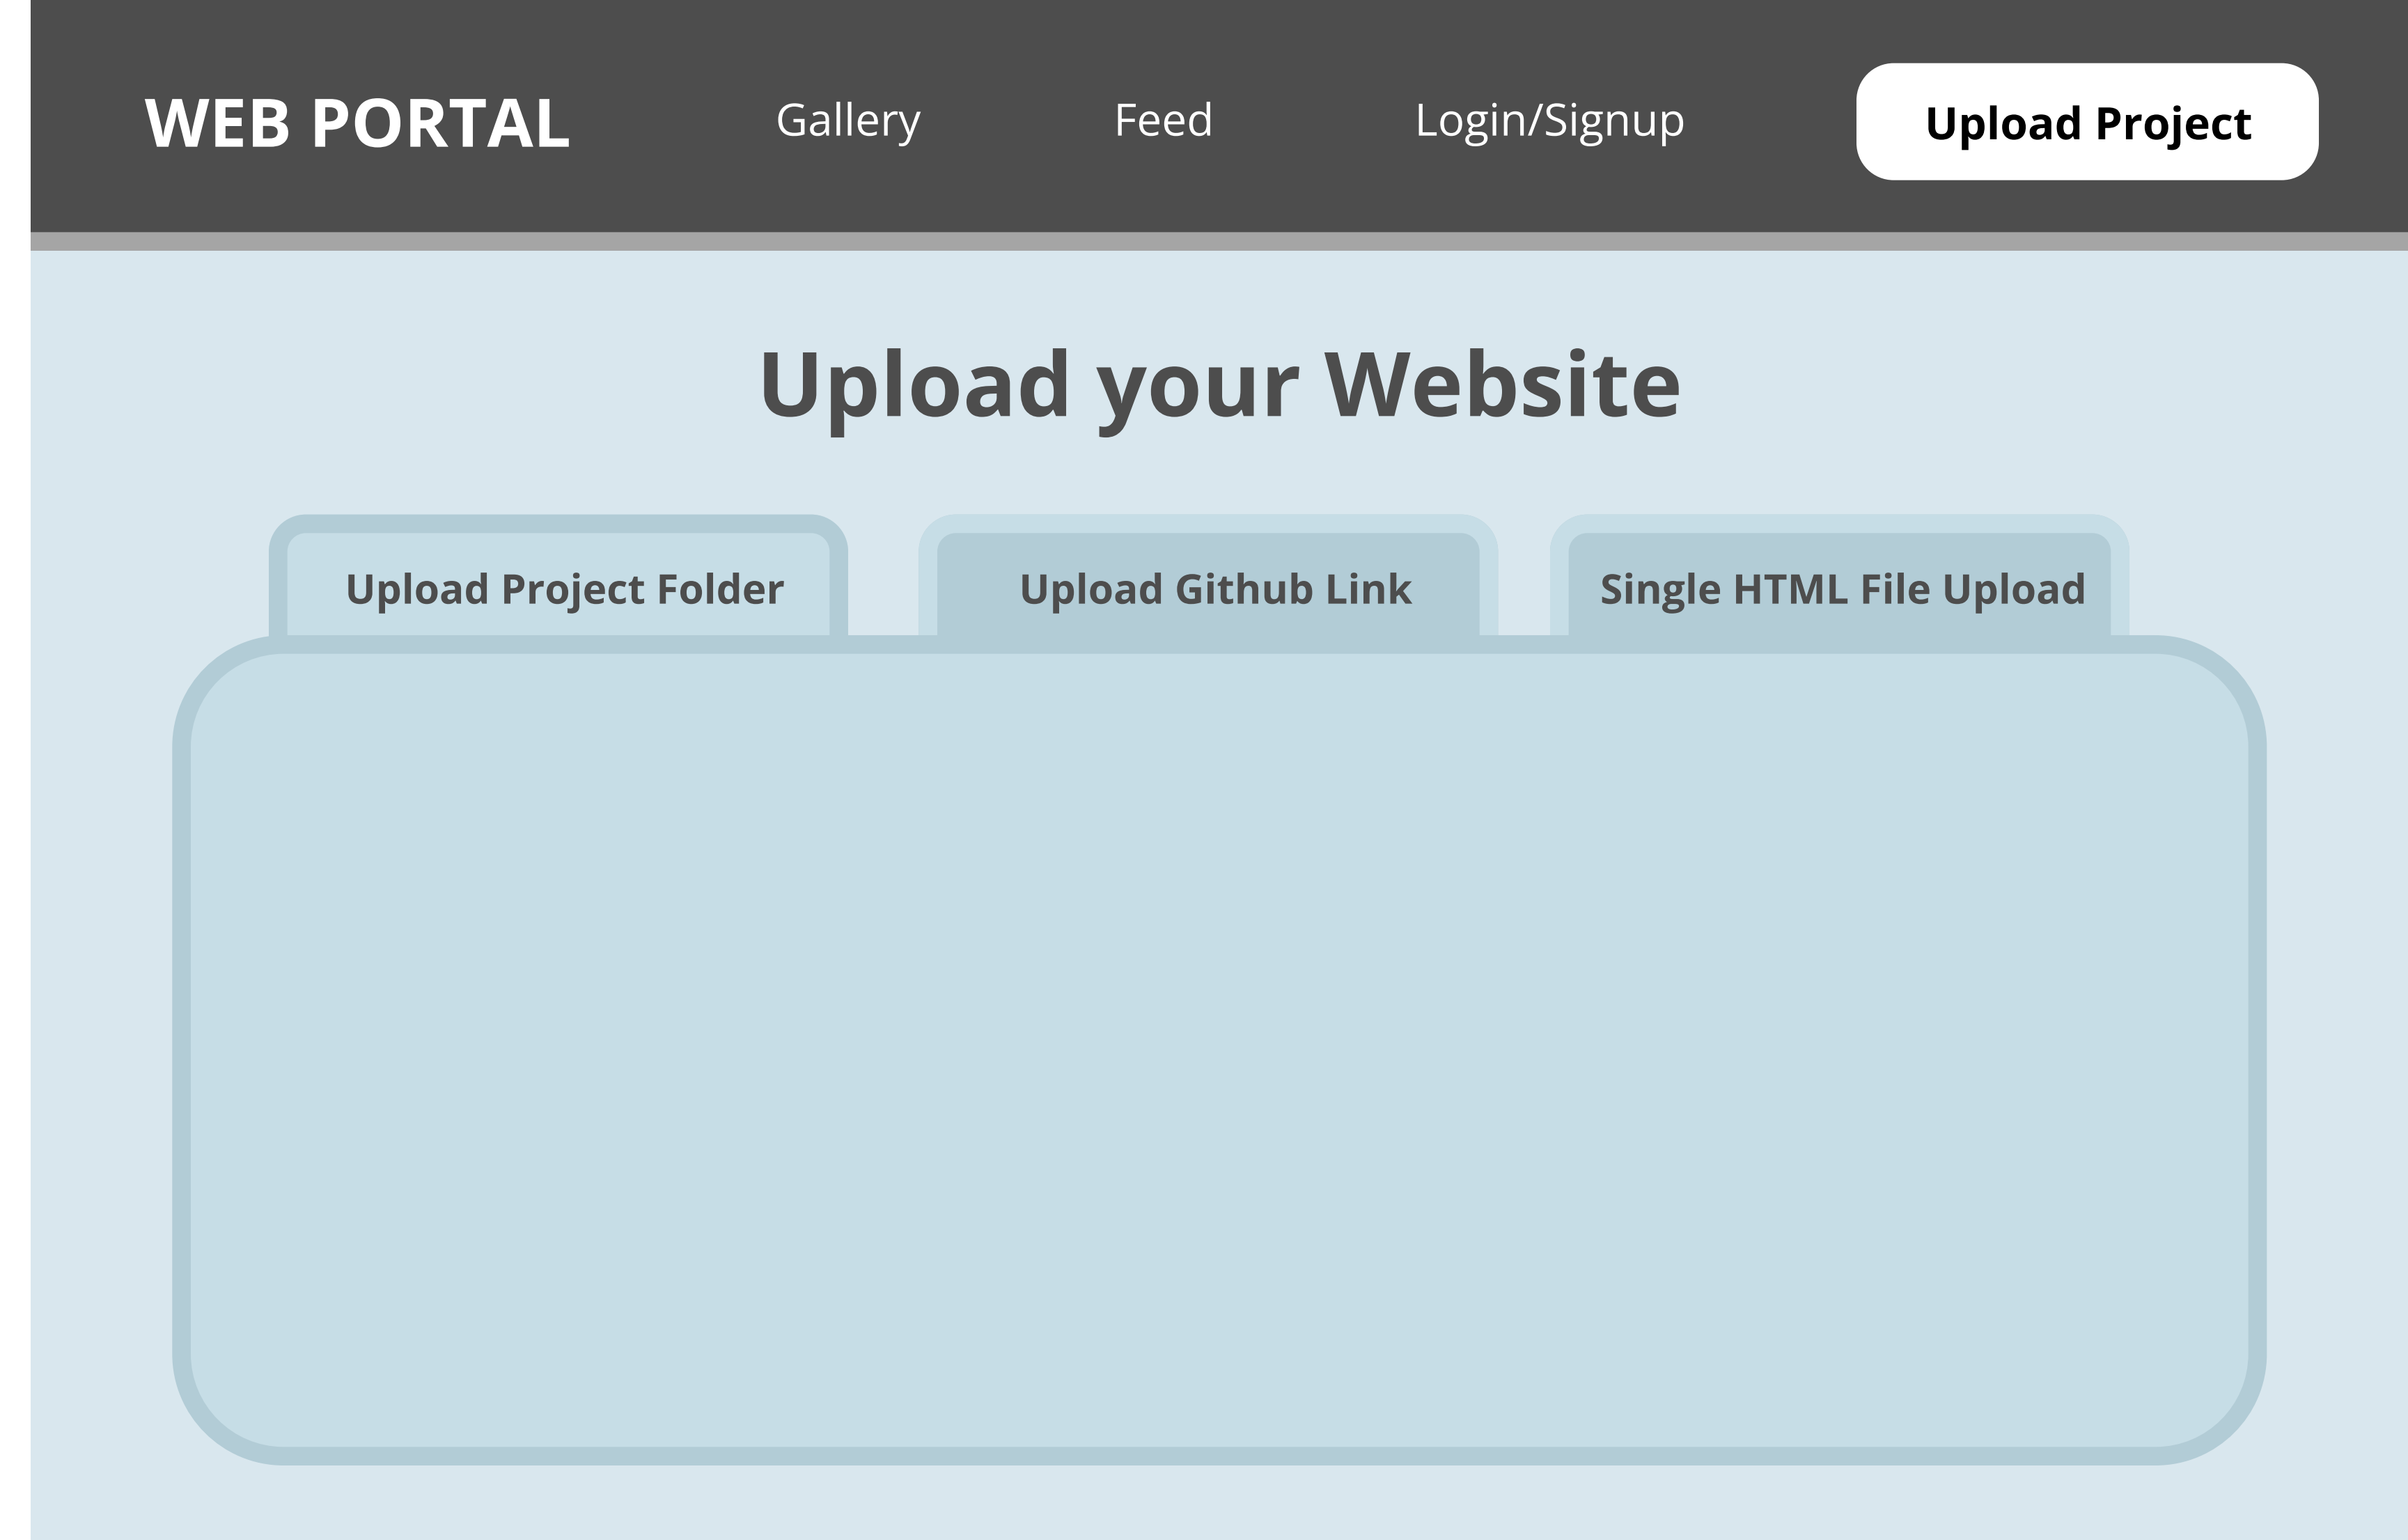 WEB PORTAL Gallery Feed Login/Signup Upload Project
Upload your Website
Upload Project Folder Upload Github Link Single HTML File Upload